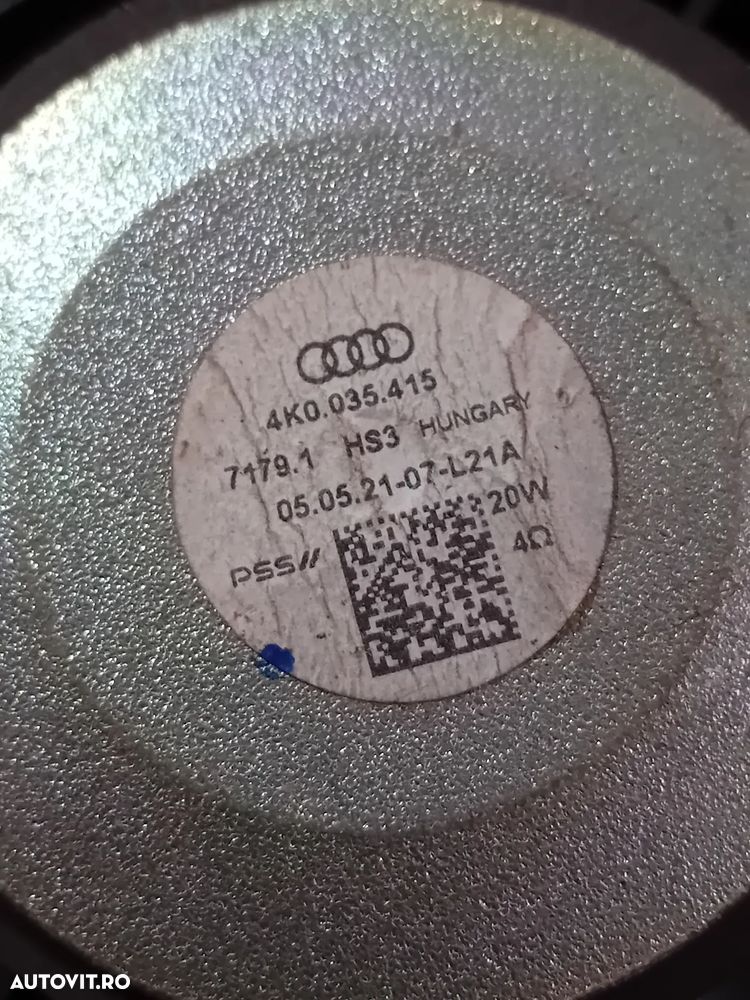 4K0.035.415
7179.1 HS3 HUNGARY
05.05.21-07-L21A
20W
PSS//
4Ω
AUTOVIT.RO